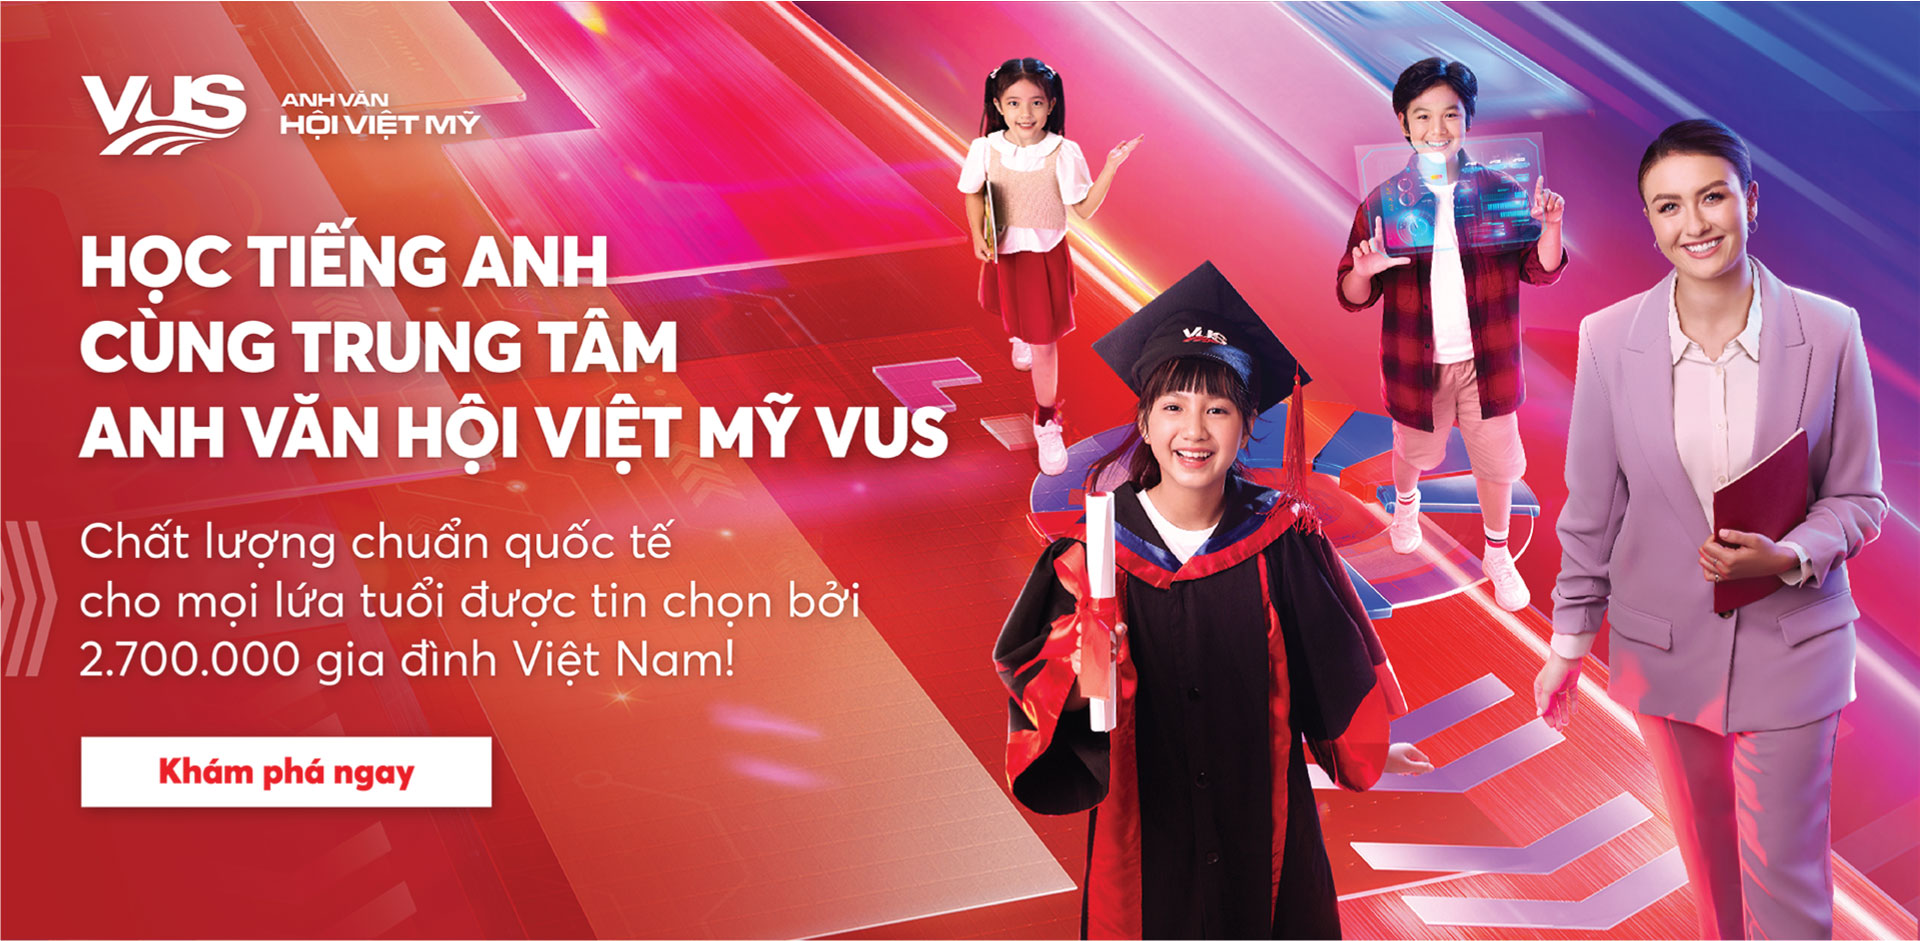 VUS
ANH VĂN
HỘI VIỆT MỸ
HỌC TIẾNG ANH
CÙNG TRUNG TÂM
ANH VĂN HỘI VIỆT MỸ VUS
Chất lượng chuẩn quốc tế
cho mọi lứa tuổi được tin chọn bởi
2.700.000 gia đình Việt Nam!
Khám phá ngay
VUS